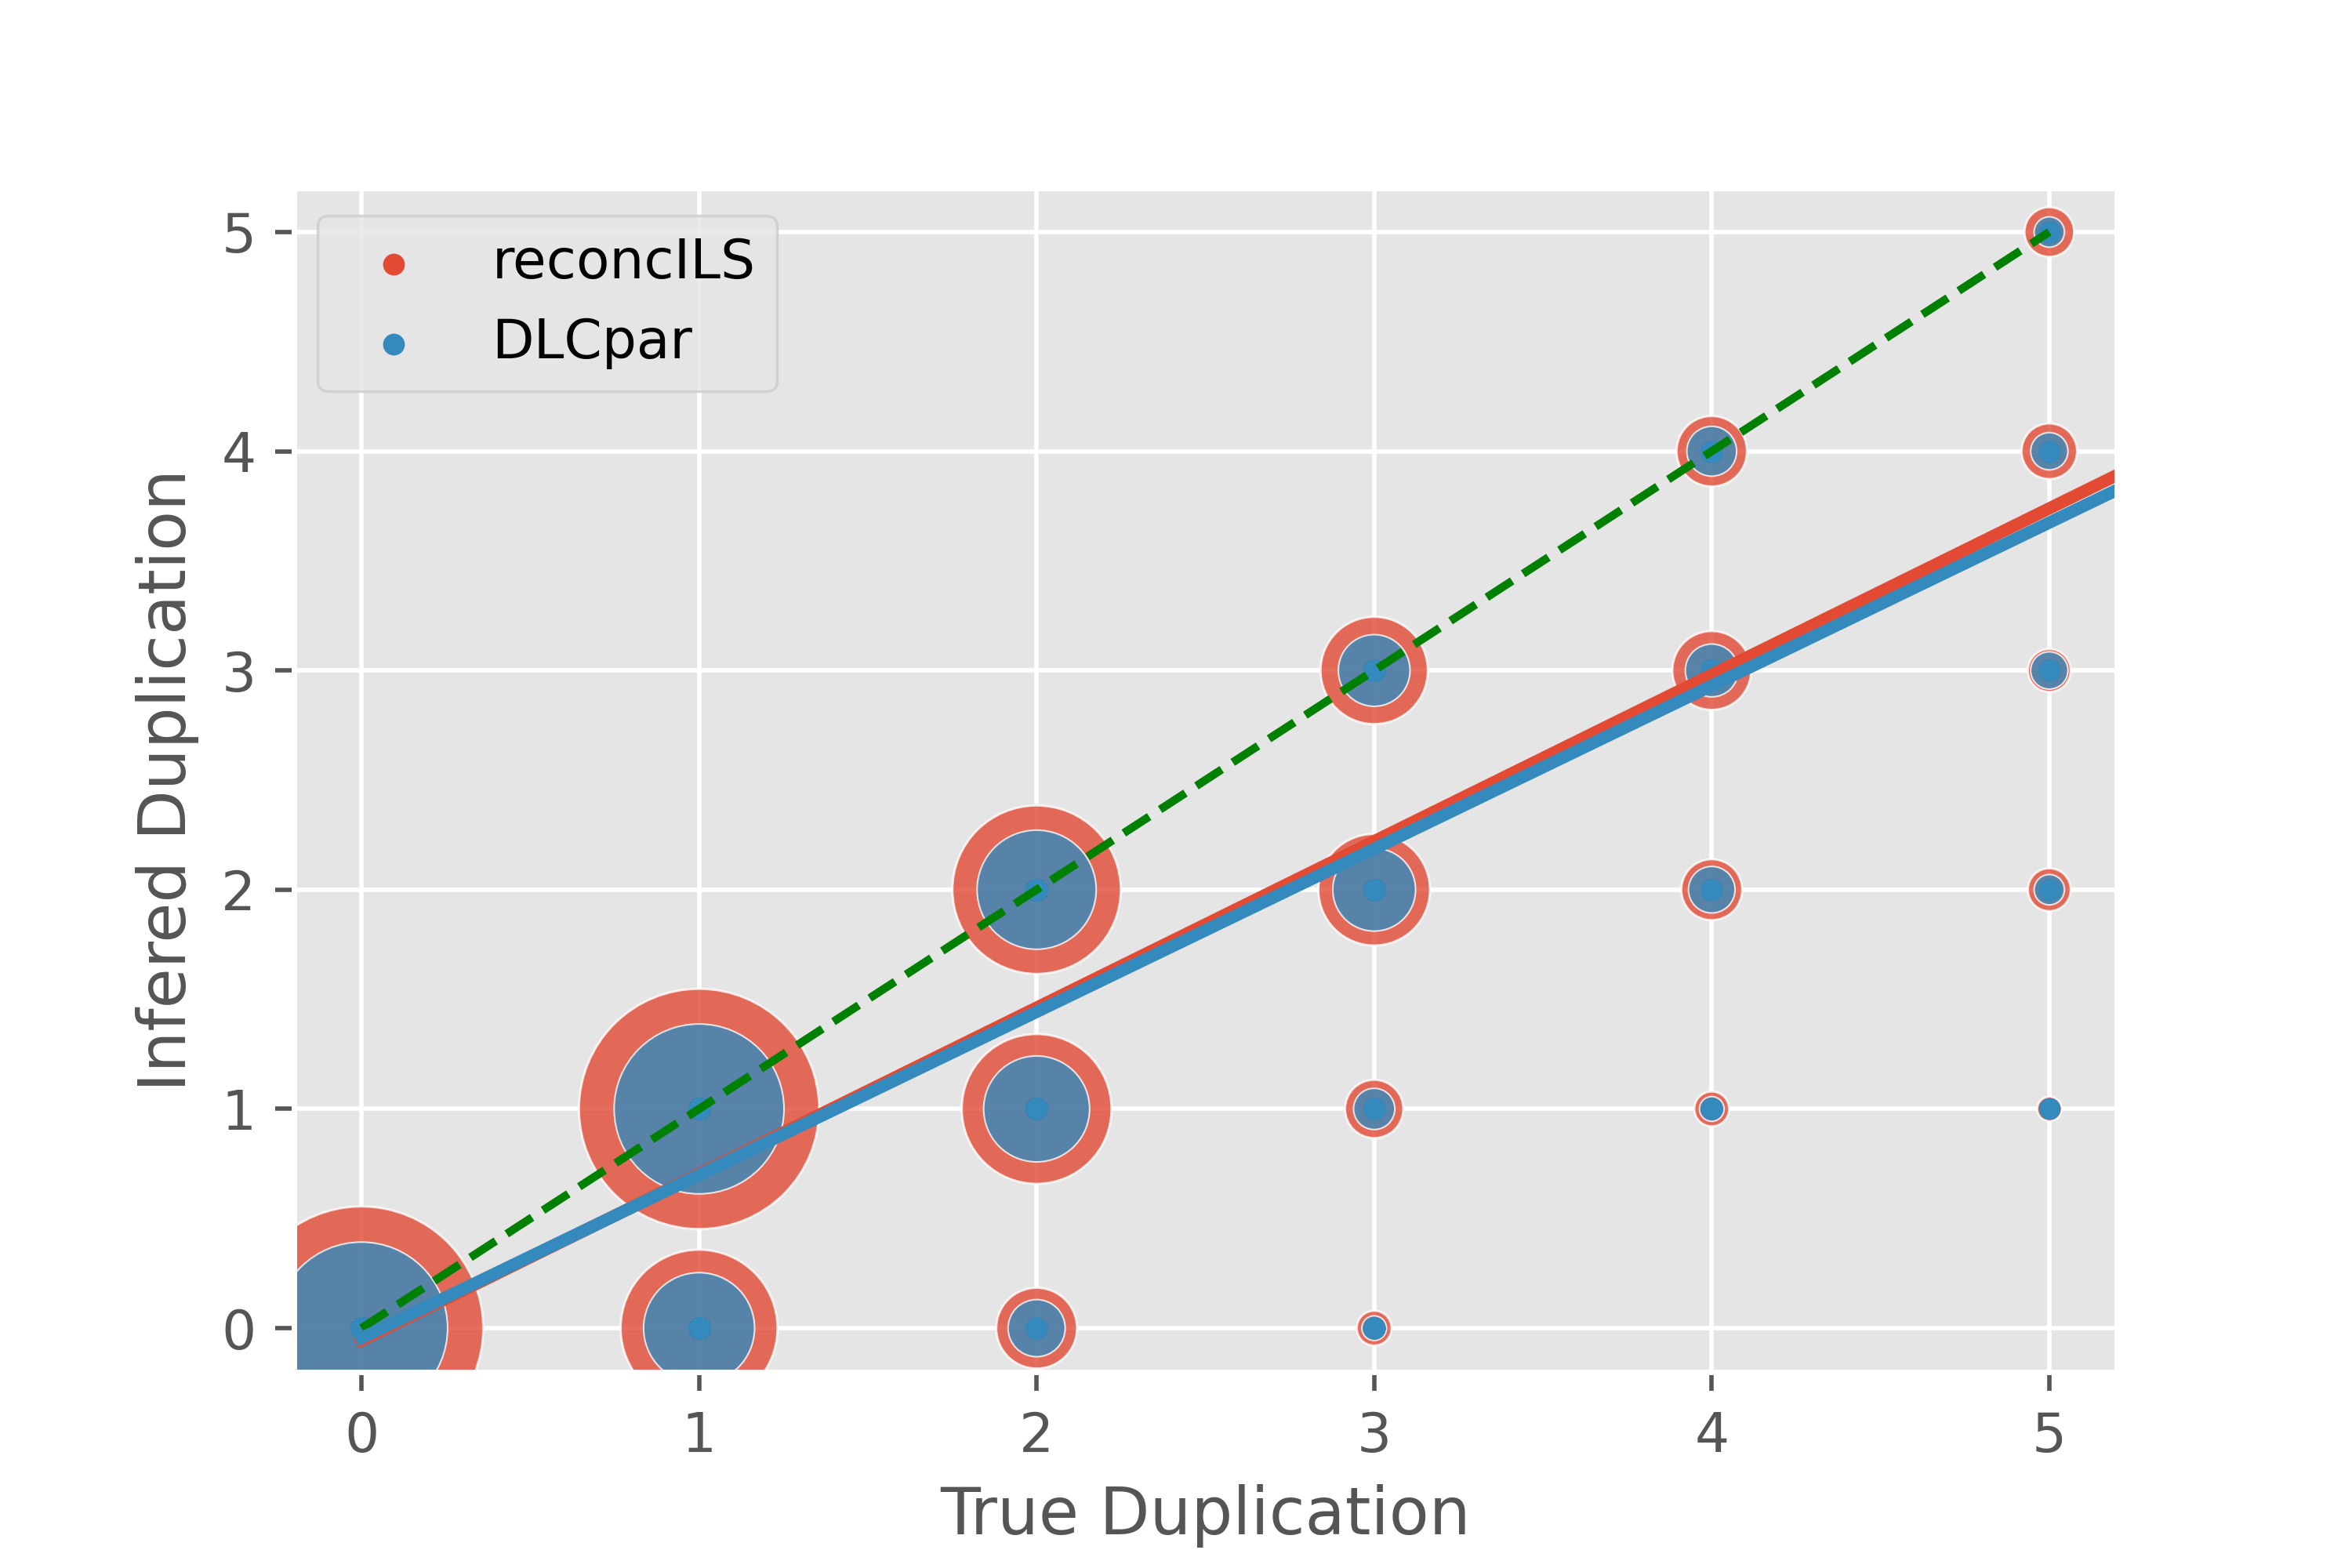 reconcILS
DLCpar
5
4
3
2
1
0
Infered Duplication
0 1 2 3 4 5
True Duplication